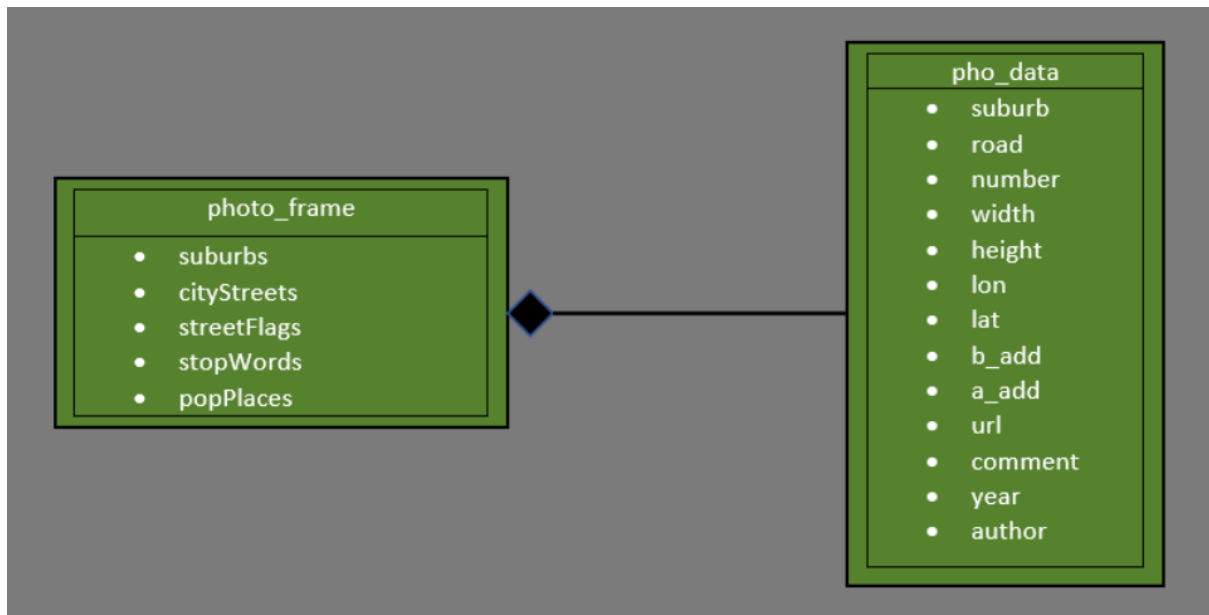 photo_frame
• suburbs
• cityStreets
• streetFlags
• stopWords
• popPlaces
pho_data
• suburb
• road
• number
• width
• height
• lon
• lat
• b_add
• a_add
• url
• comment
• year
• author